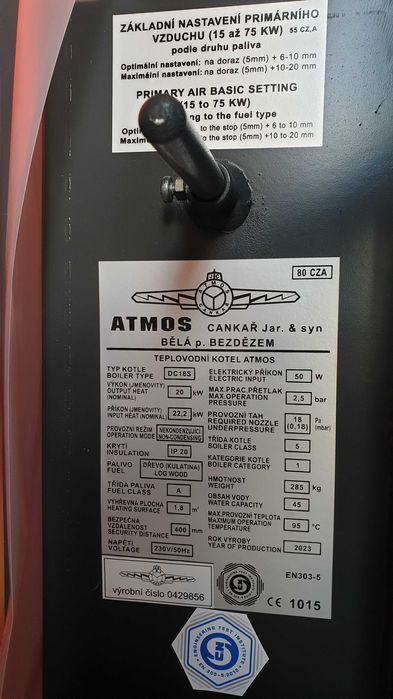 ZÁKLADNÍ NASTAVENÍ PRIMÁRNÍHO
VZDUCHU (15 až 75 KW) 55 CZ,A
podle druhu paliva
Optimální nastavení: na doraz (5mm) + 6-10 mm
Maximální nastavení: na doraz (5mm) +10-20 mm
PRIMARY AIR BASIC SETTING
(15 to 75 KW)
to the fuel type
to the stop (5mm) + 6 to 10 mm
to the stop (5mm) +10 to 20 mm
80 CZA
ATMOS
CANKAŘ
ATMOS CANKAŘ Jar. & syn
BĚLÁ p. BEZDĚZEM
TEPLOVODNÍ KOTEL ATMOS
TYP KOTLE
BOILER TYPE DC18S
VÝKON (JMENOVITÝ)
OUTPUT HEAT
(NOMINAL) 20 kW
PŘÍKON (JMENOVITÝ)
INPUT HEAT
(NOMINAL) 22,2 kW
PROVOZNÍ REŽIM
OPERATION MODE NEKONDENZUJÍCÍ
NON-CONDENSING
KRYTÍ
INSULATION IP 20
PALIVO
FUEL DŘEVO (KULATINA)
LOG WOOD
TŘÍDA PALIVA
FUEL CLASS A
VÝHŘEVNÁ PLOCHA
HEATING SURFACE 1,8 m²
BEZPEČNÁ
VZDÁLENOST
SECURITY DISTANCE 400 mm
NAPĚTÍ
VOLTAGE 230V/50Hz
ELEKTRICKÝ PŘÍKON
ELECTRIC INPUT 50 W
MAX.PRAC.PŘETLAK
MAX.OPERATION
PRESSURE 2,5 bar
PROVOZNÍ TAH
REQUIRED NOZZLE
UNDERPRESSURE 18 (0,18) Pa (mbar)
TŘÍDA KOTLE
BOILER CLASS 5
KATEGORIE KOTLE
BOILER CATEGORY 1
HMOTNOST
WEIGHT 285 kg
OBSAH VODY
WATER CAPACITY 45
MAX.PROVOZNÍ TEPLOTA
MAXIMUM OPERATION
TEMPERATURE 95 °C
ROK VÝROBY
YEAR OF PRODUCTION 2023
EN303-5
výrobní číslo 0429856
CE 1015
ENGINEERING TEST INSTITUTE
EN 303-5:2012